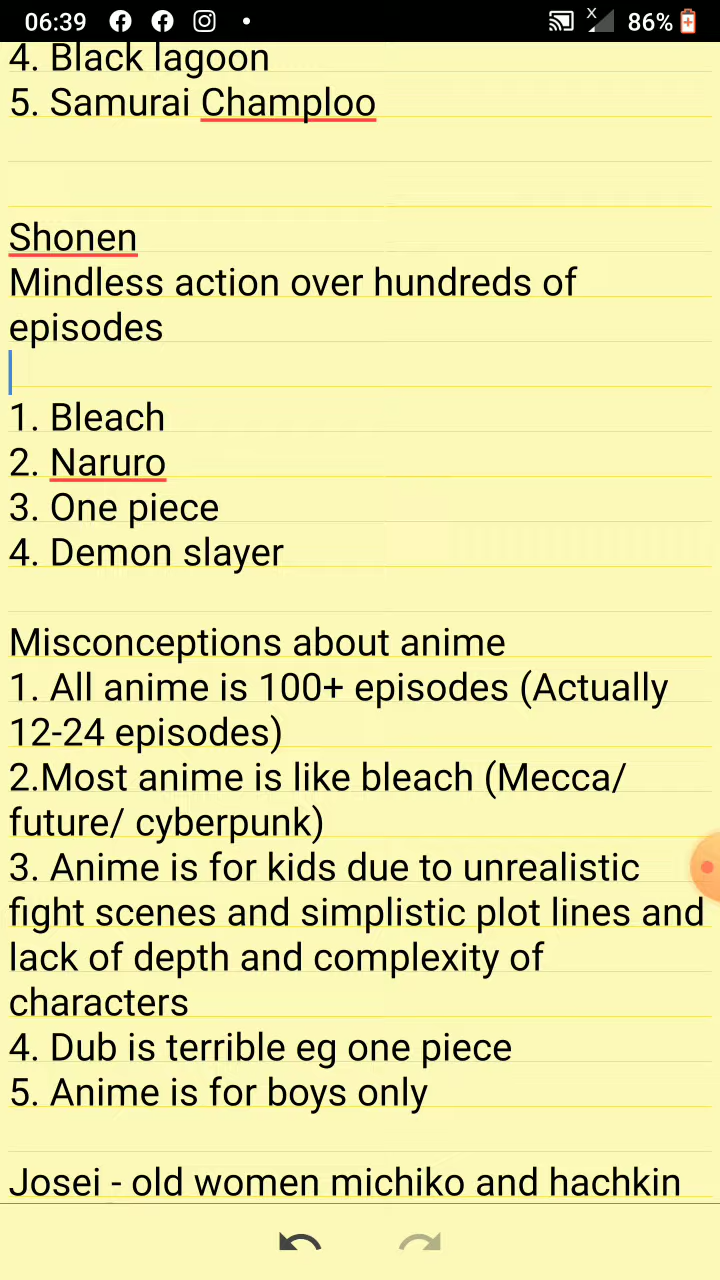 06:39 x 86%
4. Black lagoon
5. Samurai Champloo
Shonen
Mindless action over hundreds of
episodes
1. Bleach
2. Naruro
3. One piece
4. Demon slayer
Misconceptions about anime
1. All anime is 100+ episodes (Actually
12-24 episodes)
2.Most anime is like bleach (Mecca/
future/ cyberpunk)
3. Anime is for kids due to unrealistic
fight scenes and simplistic plot lines and
lack of depth and complexity of
characters
4. Dub is terrible eg one piece
5. Anime is for boys only
Josei - old women michiko and hachkin